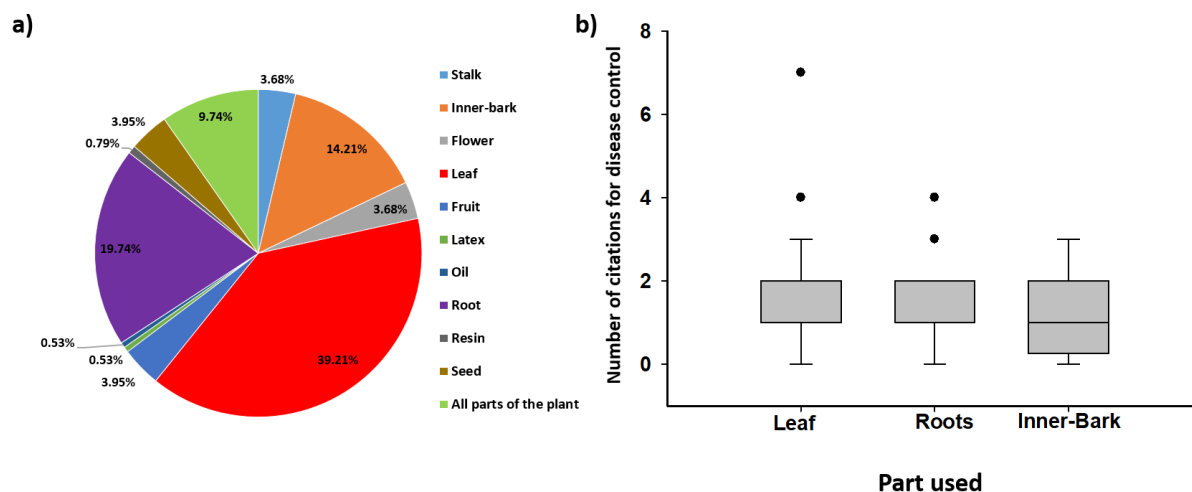 a)
3.68%
14.21%
3.68%
39.21%
3.95%
0.53%
0.53%
19.74%
0.79%
3.95%
9.74%
Stalk
Inner-bark
Flower
Leaf
Fruit
Latex
Oil
Root
Resin
Seed
All parts of the plant
b)
Number of citations for disease control
8
6
4
2
0
Leaf
Roots
Inner-Bark
Part used